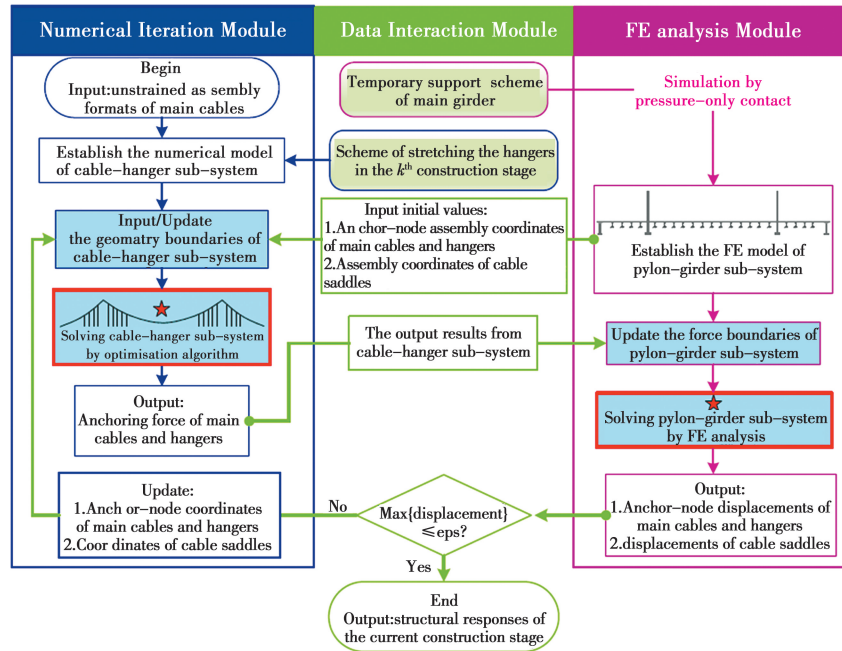 Numerical Iteration Module
Data Interaction Module
FE analysis Module
Begin
Input:unstrained as sembly
formats of main cables
Temporary support scheme
of main girder
Simulation by
pressure-only contact
Establish the numerical model
of cable-hanger sub-system
Scheme of stretching the hangers
in the kth construction stage
Input/Update
the geomatry boundaries of
cable-hanger sub-system
Input initial values:
1.An chor-node assembly coordinates
of main cables and hangers
2.Assembly coordinates of cable
saddles
Establish the FE model of
pylon-girder sub-system
Solving cable-hanger sub-system
by optimisation algorithm
The output results from
cable-hanger sub-system
Update the force boundaries of
pylon-girder sub-system
Output:
Anchoring force of main
cables and hangers
Solving pylon-girder sub-system
by FE analysis
Update:
1.Anch or-node coordinates
of main cables and hangers
2.Coor dinates of cable saddles
No
Max{displacement}
≤eps?
Output:
1.Anchor-node displacements of
main cables and hangers
2.displacements of cable saddles
Yes
End
Output:structural responses of
the current construction stage